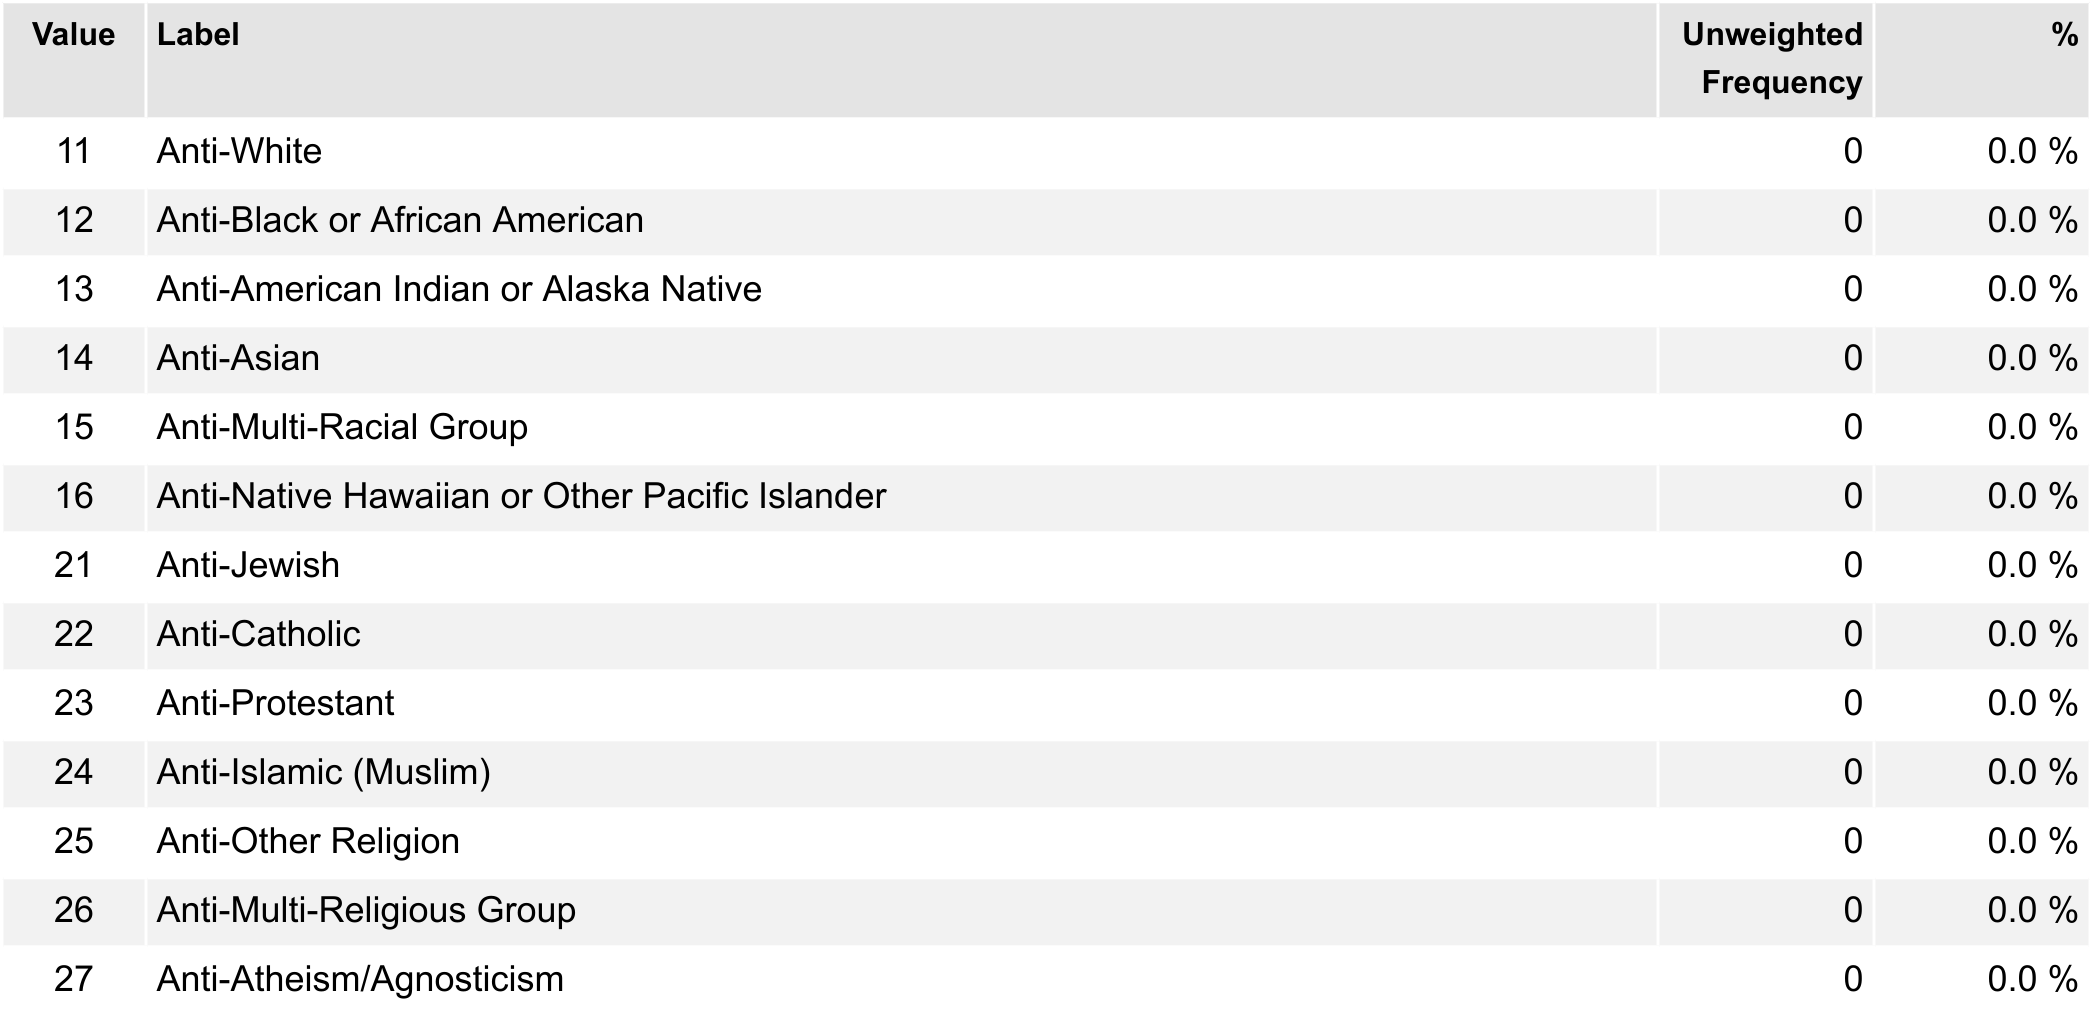 Value Label Unweighted Frequency %
11 Anti-White 0 0.0 %
12 Anti-Black or African American 0 0.0 %
13 Anti-American Indian or Alaska Native 0 0.0 %
14 Anti-Asian 0 0.0 %
15 Anti-Multi-Racial Group 0 0.0 %
16 Anti-Native Hawaiian or Other Pacific Islander 0 0.0 %
21 Anti-Jewish 0 0.0 %
22 Anti-Catholic 0 0.0 %
23 Anti-Protestant 0 0.0 %
24 Anti-Islamic (Muslim) 0 0.0 %
25 Anti-Other Religion 0 0.0 %
26 Anti-Multi-Religious Group 0 0.0 %
27 Anti-Atheism/Agnosticism 0 0.0 %